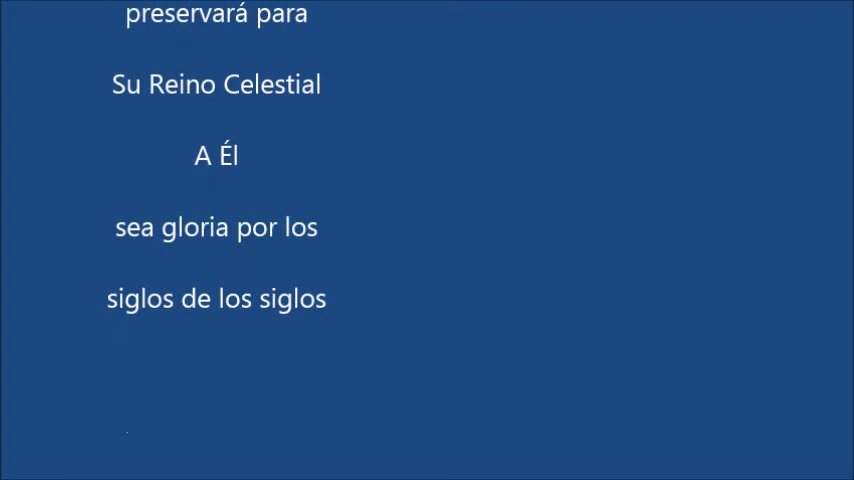 preservará para
Su Reino Celestial
A Él
sea gloria por los
siglos de los siglos